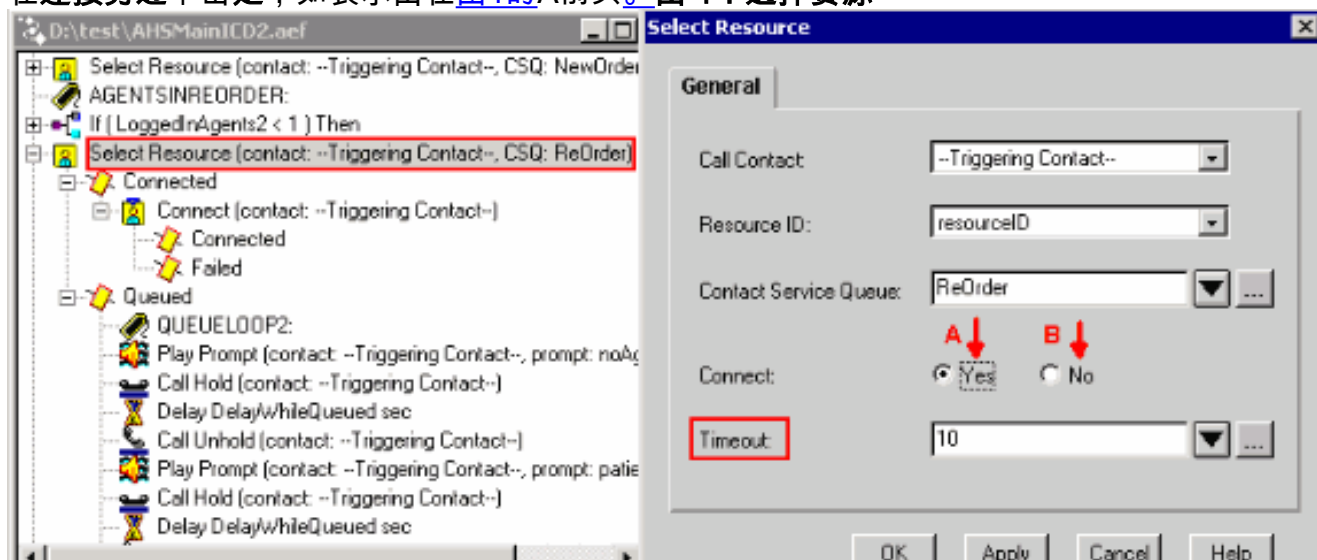 D:\test\AHSMainICD2.aef
Select Resource (contact: --Triggering Contact--, CSQ: NewOrder
AGENTSINREORDER:
If ( LoggedInAgents2 < 1 ) Then
Select Resource (contact: --Triggering Contact--, CSQ: ReOrder)
Connected
Connect (contact: --Triggering Contact--)
Connected
Failed
Queued
QUEUELOOP2:
Play Prompt (contact: --Triggering Contact--, prompt: noAg
Call Hold (contact: --Triggering Contact--)
Delay DelayWhileQueued sec
Call Unhold (contact: --Triggering Contact--)
Play Prompt (contact: --Triggering Contact--, prompt: patie
Call Hold (contact: --Triggering Contact--)
Delay DelayWhileQueued sec
Select Resource
General
Call Contact: --Triggering Contact--
Resource ID: resourceID
Contact Service Queue: ReOrder ...
A B
Connect: Yes No
Timeout: 10 ...
OK Apply Cancel Help